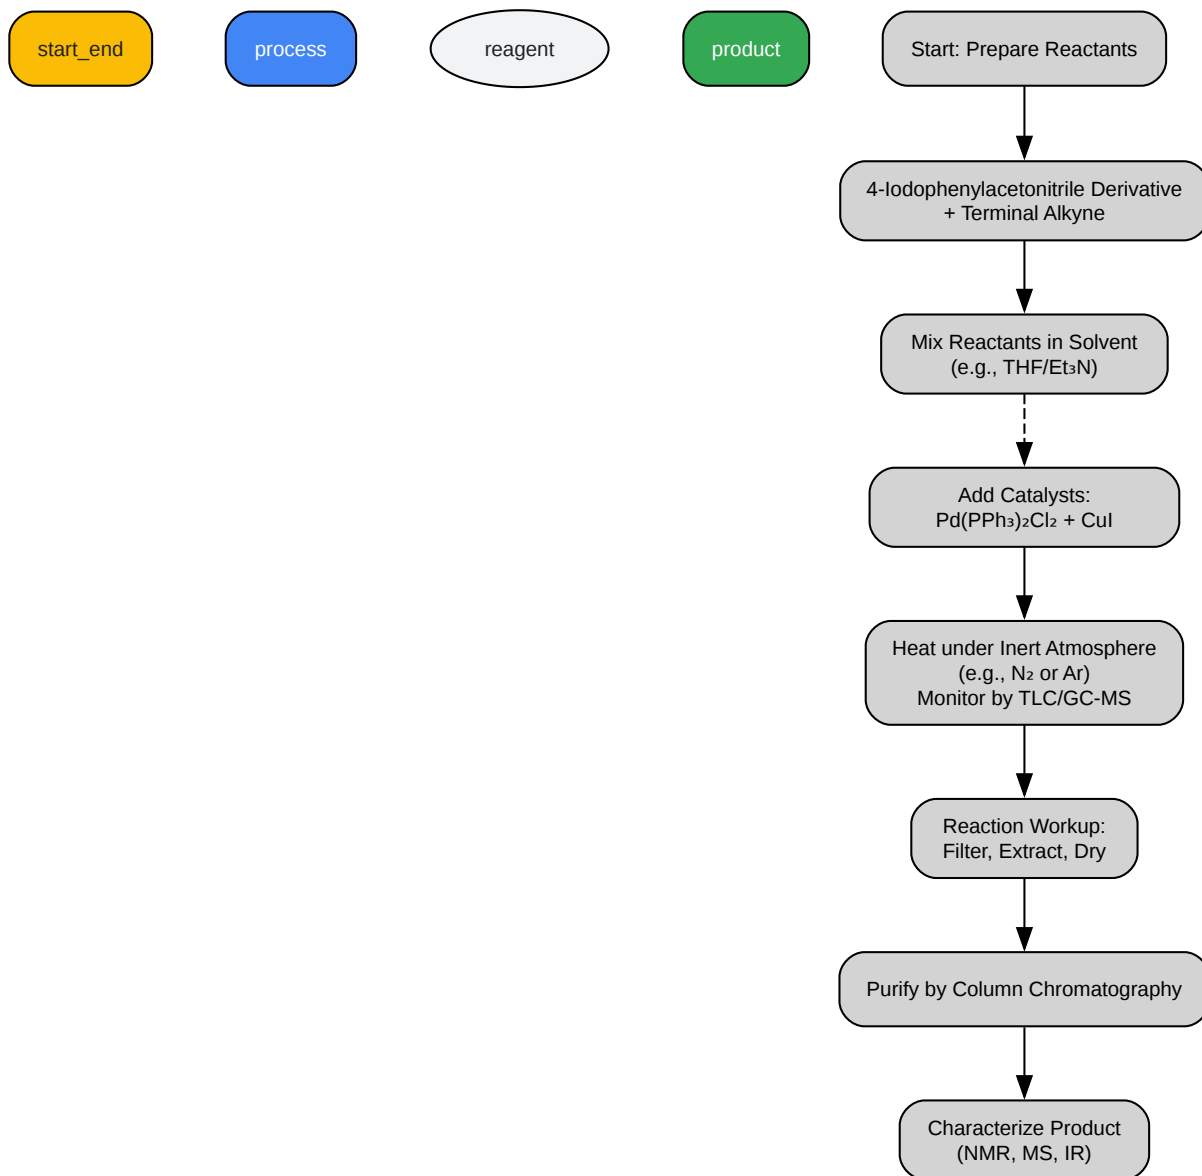 start_end
process
reagent
product
Start: Prepare Reactants
4-Iodophenylacetonitrile Derivative
+ Terminal Alkyne
Mix Reactants in Solvent
(e.g., THF/Et₃N)
Add Catalysts:
Pd(PPh₃)₂Cl₂ + CuI
Heat under Inert Atmosphere
(e.g., N₂ or Ar)
Monitor by TLC/GC-MS
Reaction Workup:
Filter, Extract, Dry
Purify by Column Chromatography
Characterize Product
(NMR, MS, IR)